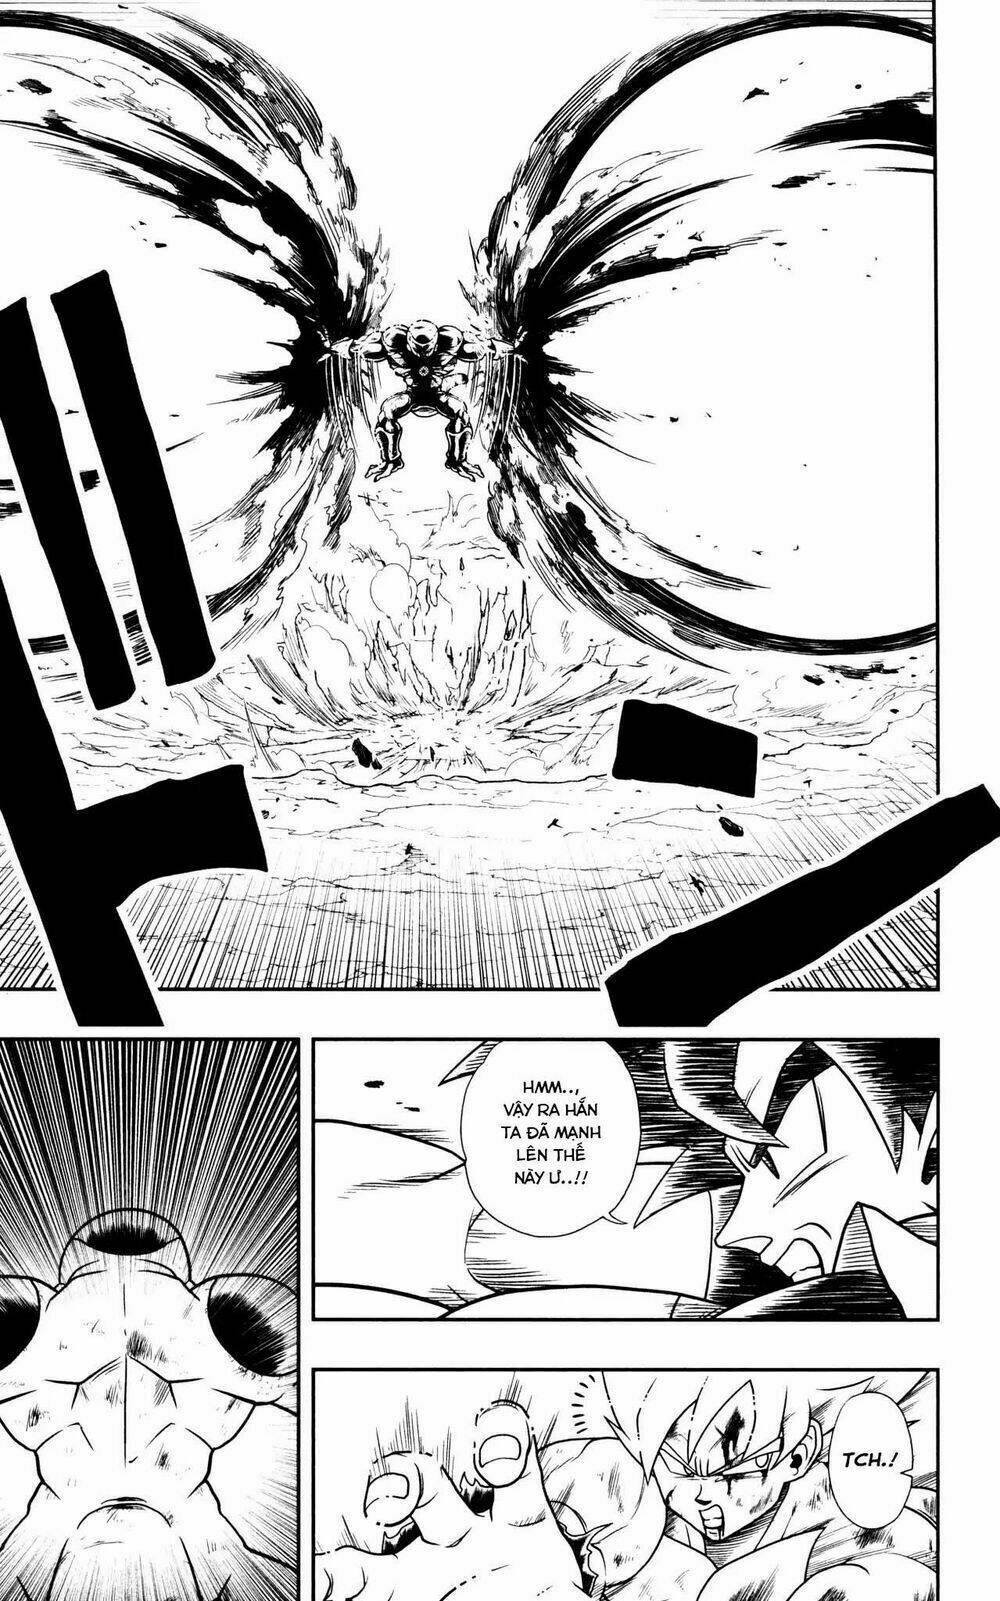 HMM..,
VẬY RA HẮN
TA ĐÃ MẠNH
LÊN THẾ
NÀY Ư..!!
TCH.!